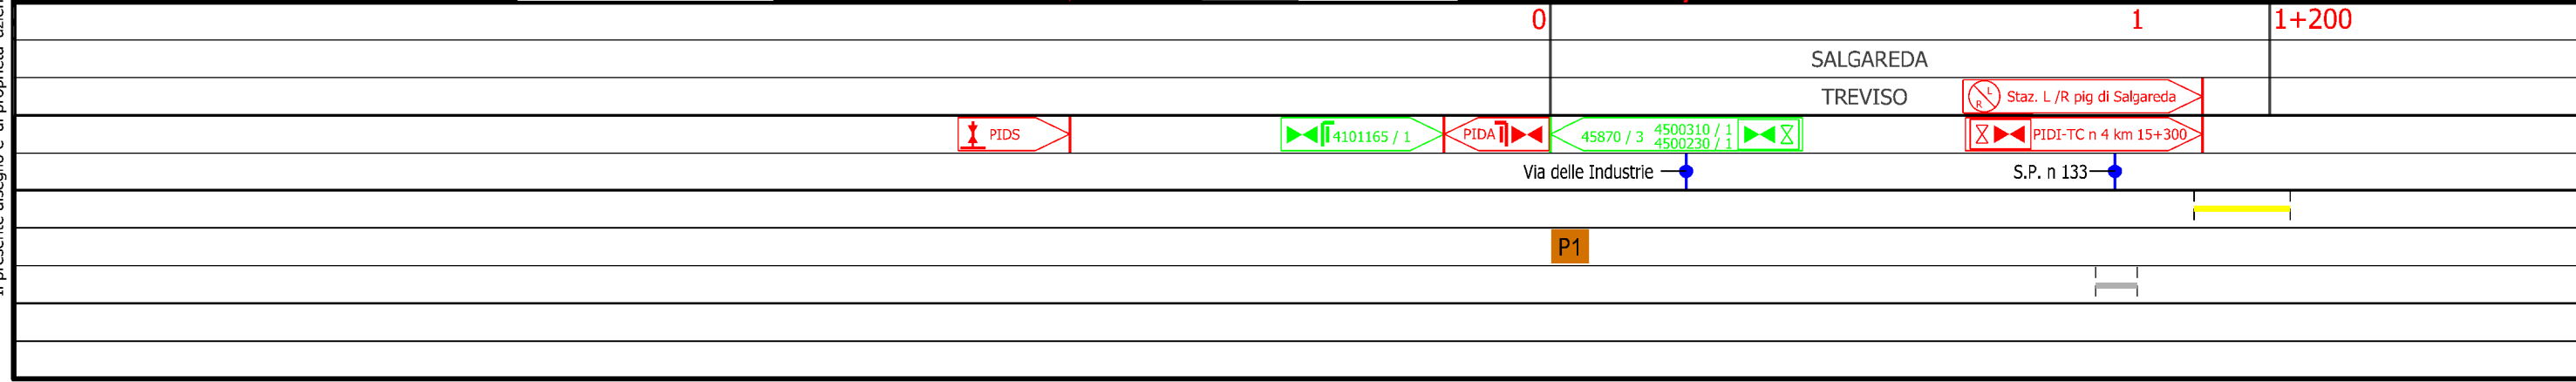 0 1 1+200
SALGAREDA
TREVISO
L R Staz. L /R pig di Salgareda
PIDS
4101165 / 1
PIDA
45870 / 3
4500310 / 1
4500230 / 1
PIDI-TC n 4 km 15+300
Via delle Industrie
S.P. n 133
P1